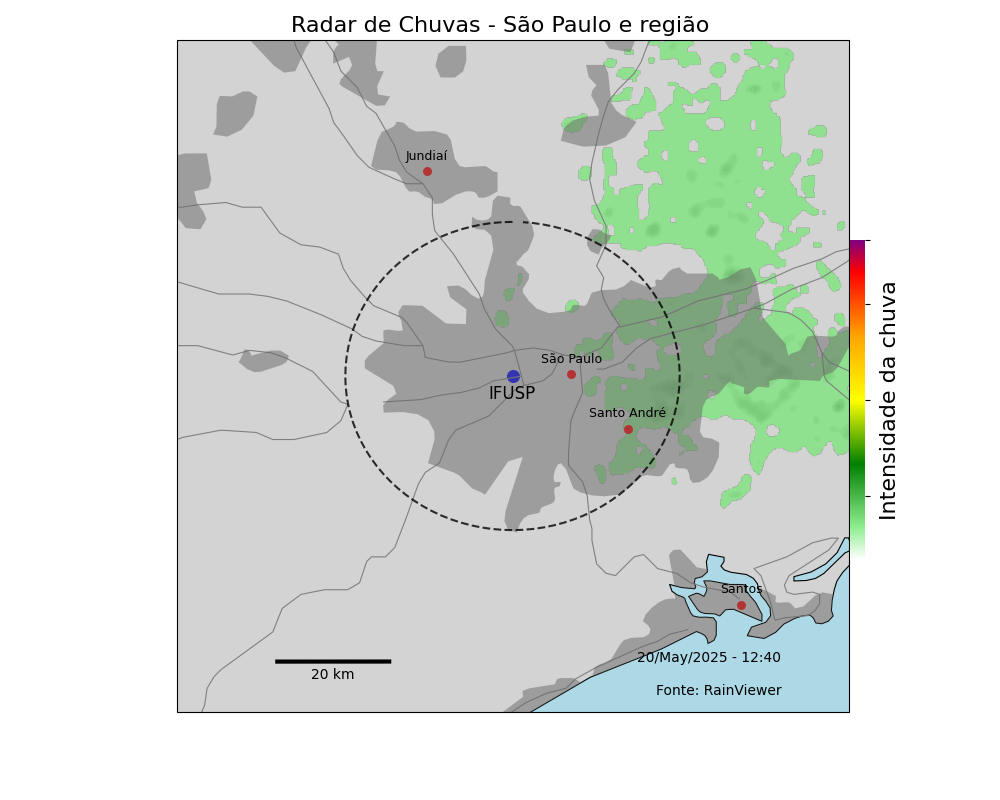 Radar de Chuvas - São Paulo e região
Jundiaí
São Paulo
IFUSP
Santo André
Intensidade da chuva
Santos
20/May/2025 - 12:40
20 km
Fonte: RainViewer